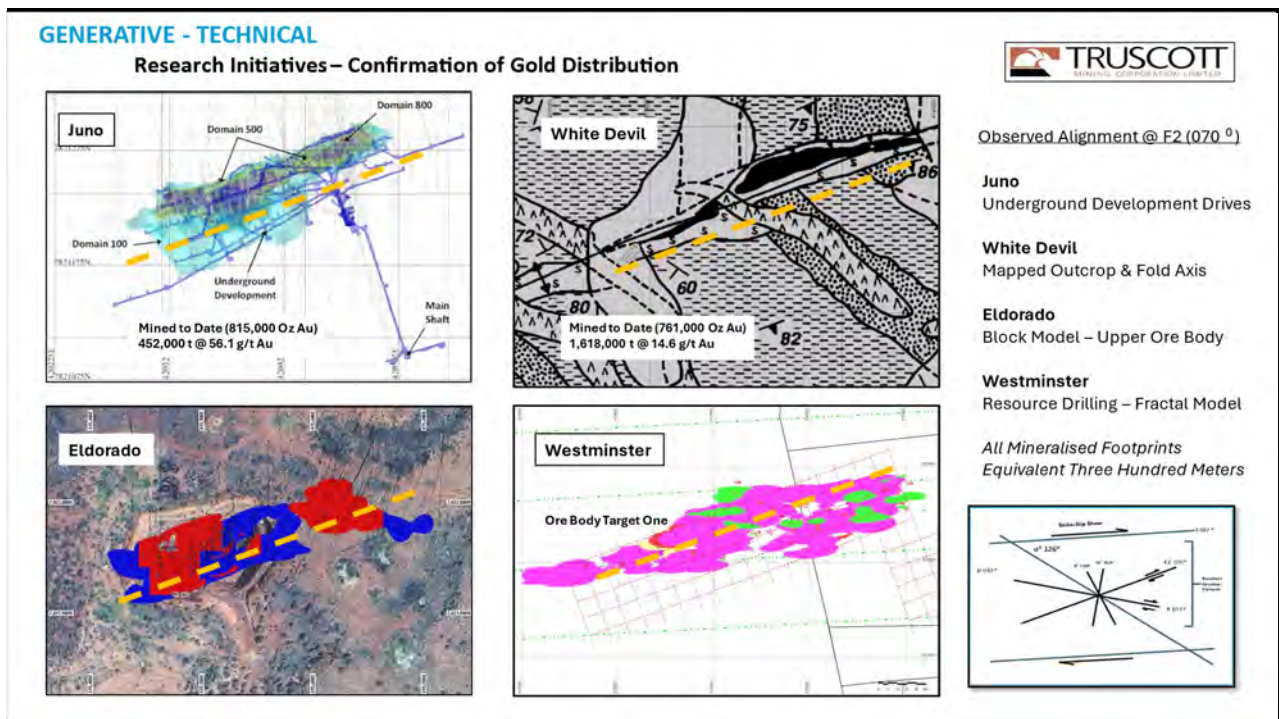 GENERATIVE - TECHNICAL
Research Initiatives – Confirmation of Gold Distribution
TRUSCOTT
MINING CORPORATION LIMITED
Juno
Domain 800
Domain 500
Domain 100
Underground
Development
Main
Shaft
Mined to Date (815,000 Oz Au)
452,000 t @ 56.1 g/t Au
White Devil
75
86
72
60
80
82
S
S
S
S
S
S
Mined to Date (761,000 Oz Au)
1,618,000 t @ 14.6 g/t Au
Observed Alignment @ F2 (070 ⁰ )
Juno
Underground Development Drives
White Devil
Mapped Outcrop & Fold Axis
Eldorado
Block Model – Upper Ore Body
Westminster
Resource Drilling – Fractal Model
All Mineralised Footprints
Equivalent Three Hundred Meters
Eldorado
Westminster
Ore Body Target One
Strike Slip Shear